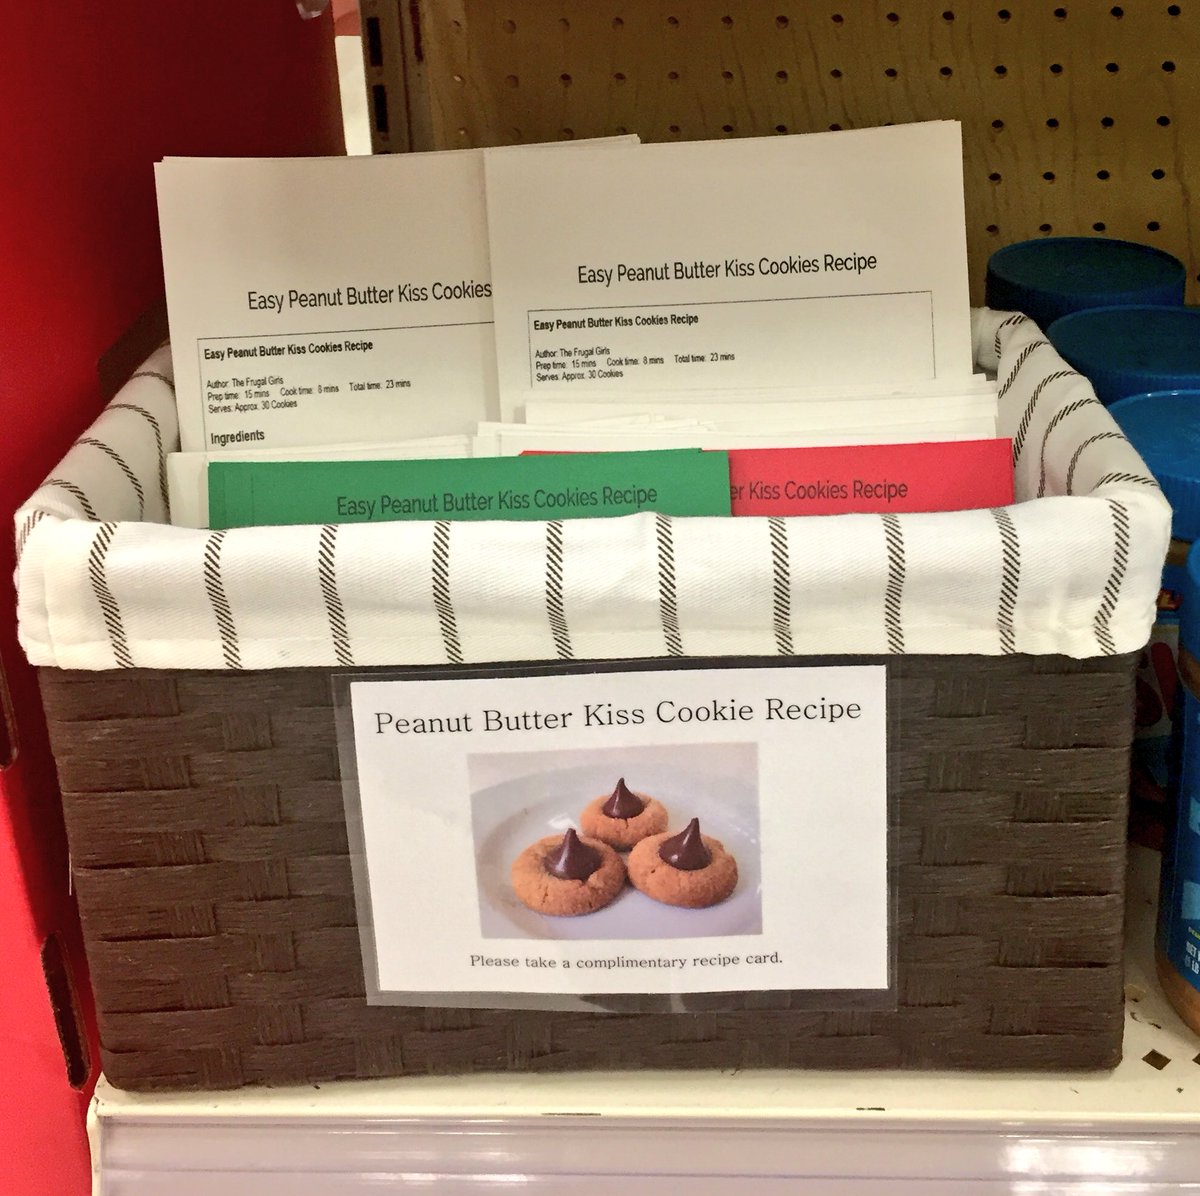 Easy Peanut Butter Kiss Cookies
Easy Peanut Butter Kiss Cookies Recipe
Author: The Frugal Girls
Prep time: 15 mins Cook time: 8 mins Total time: 23 mins
Serves: Approx. 30 Cookies
Ingredients
Easy Peanut Butter Kiss Cookies Recipe
Easy Peanut Butter Kiss Cookies Recipe
Author: The Frugal Girls
Prep time: 15 mins Cook time: 8 mins Total time: 23 mins
Serves: Approx. 30 Cookies
Easy Peanut Butter Kiss Cookies Recipe
er Kiss Cookies Recipe
Peanut Butter Kiss Cookie Recipe
Please take a complimentary recipe card.